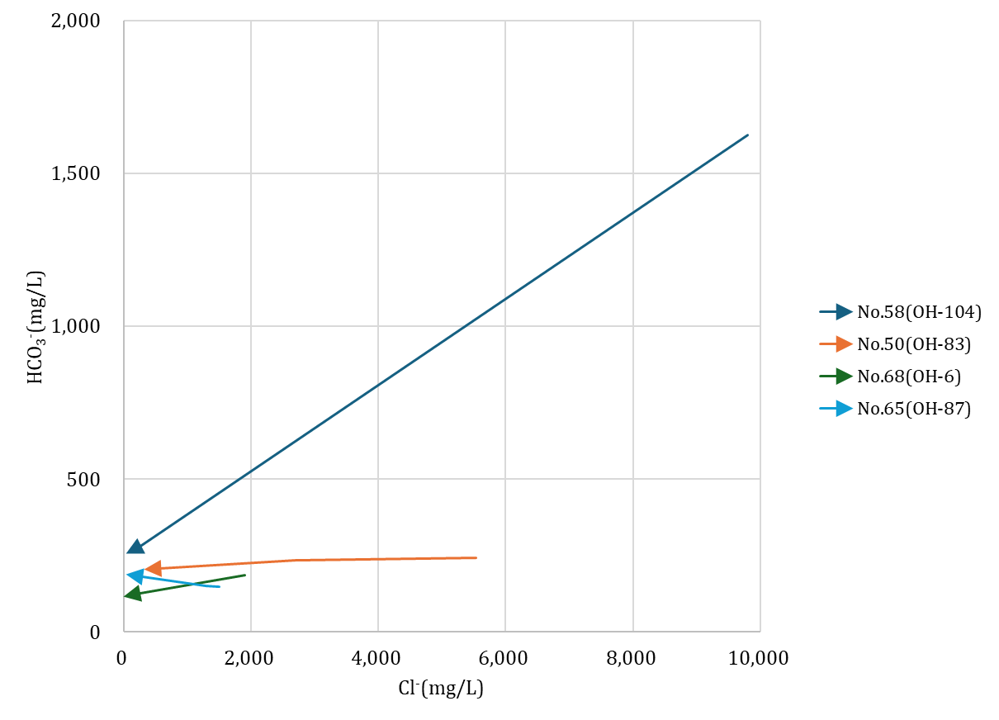 2,000
1,500
1,000
500
0
HCO₃⁻(mg/L)
0 2,000 4,000 6,000 8,000 10,000
Cl⁻(mg/L)
No.58(OH-104)
No.50(OH-83)
No.68(OH-6)
No.65(OH-87)